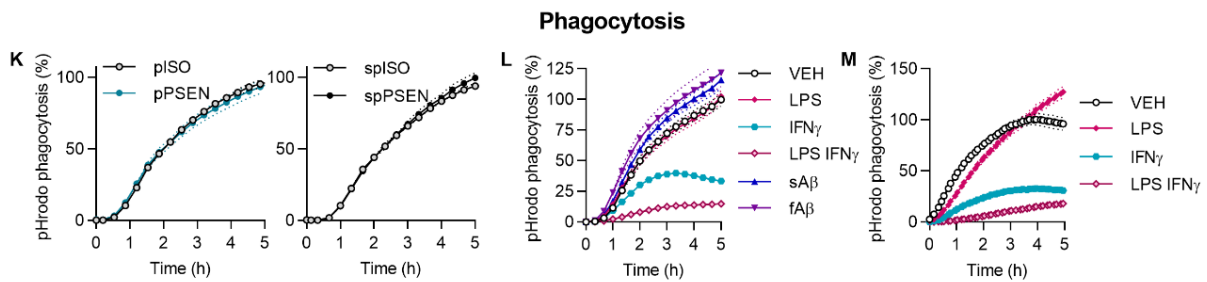 Phagocytosis
K
pHrodo phagocytosis (%)
100
50
0
pISO
pPSEN
0 1 2 3 4 5
Time (h)
100
50
0
spISO
spPSEN
0 1 2 3 4 5
Time (h)
L
pHrodo phagocytosis (%)
125
100
75
50
25
0
0 1 2 3 4 5
Time (h)
VEH
LPS
IFNγ
LPS IFNγ
sAβ
fAβ
M
pHrodo phagocytosis (%)
150
100
50
0
0 1 2 3 4 5
Time (h)
VEH
LPS
IFNγ
LPS IFNγ